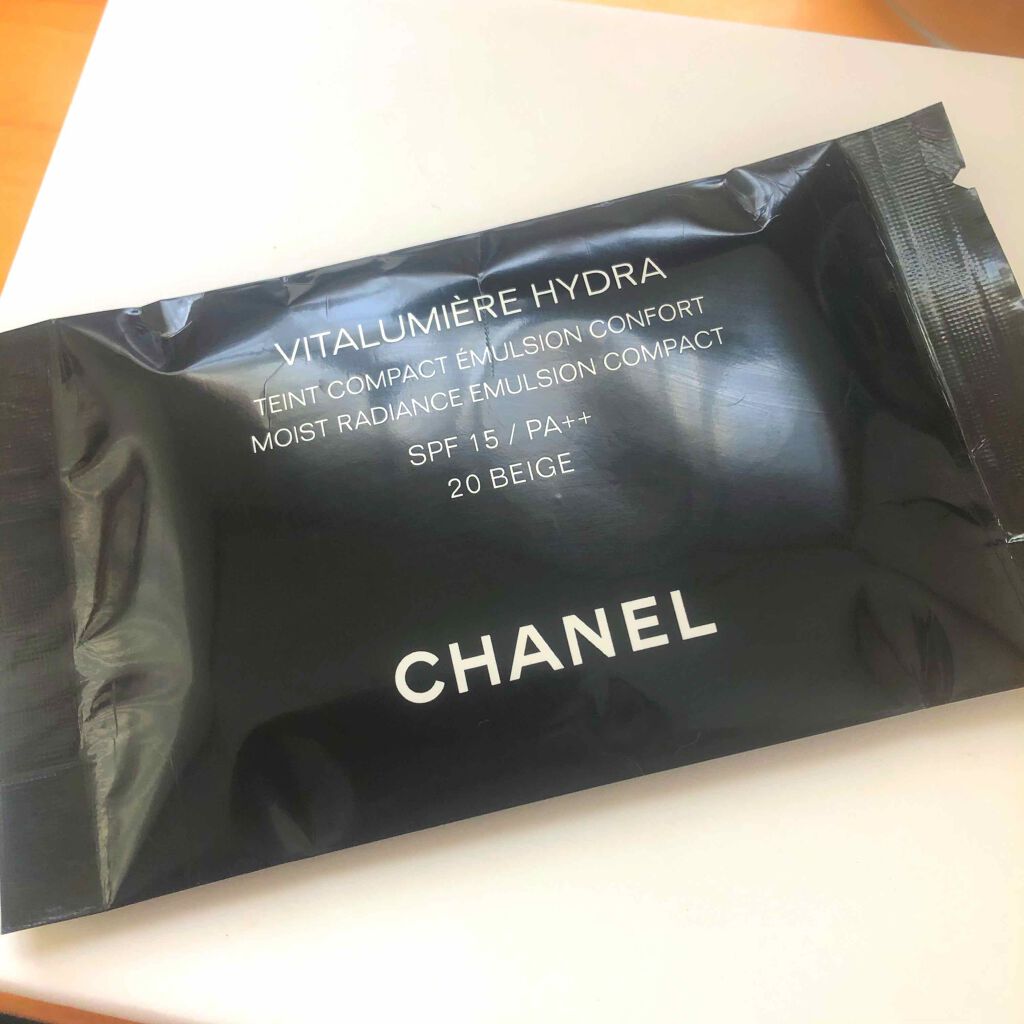 VITALUMIÈRE HYDRA
TEINT COMPACT ÉMULSION CONFORT
MOIST RADIANCE EMULSION COMPACT
SPF 15 / PA++
20 BEIGE
CHANEL